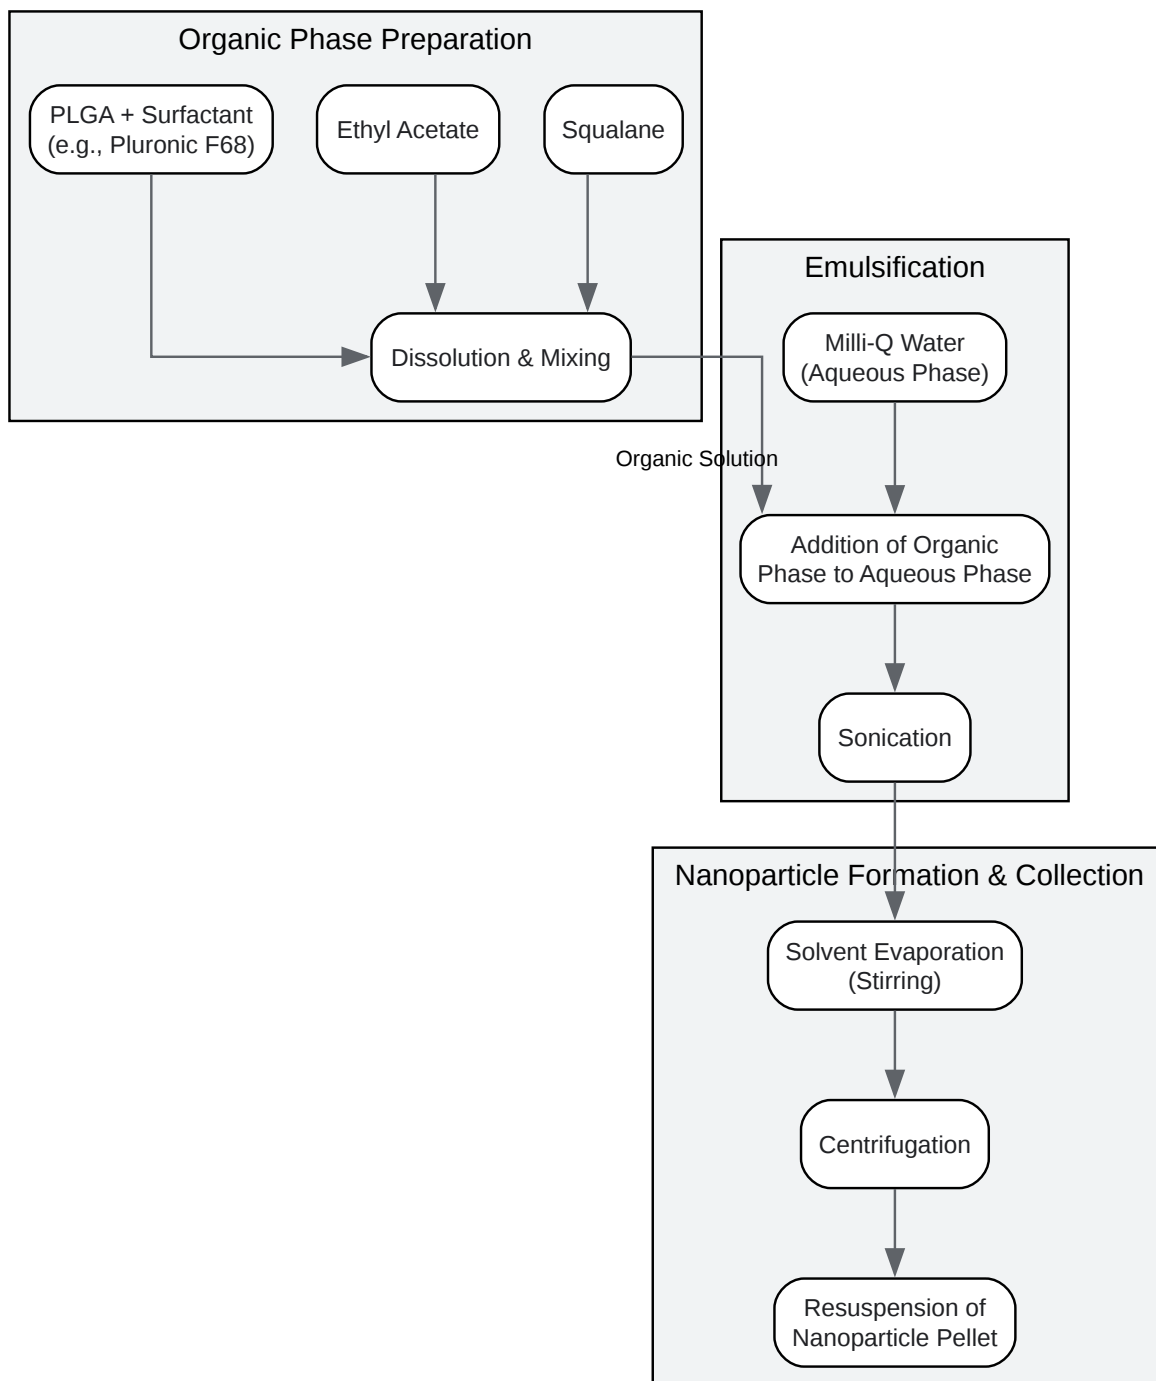 Organic Phase Preparation
PLGA + Surfactant
(e.g., Pluronic F68)
Ethyl Acetate
Squalane
Dissolution & Mixing
Organic Solution
Emulsification
Milli-Q Water
(Aqueous Phase)
Addition of Organic
Phase to Aqueous Phase
Sonication
Nanoparticle Formation & Collection
Solvent Evaporation
(Stirring)
Centrifugation
Resuspension of
Nanoparticle Pellet